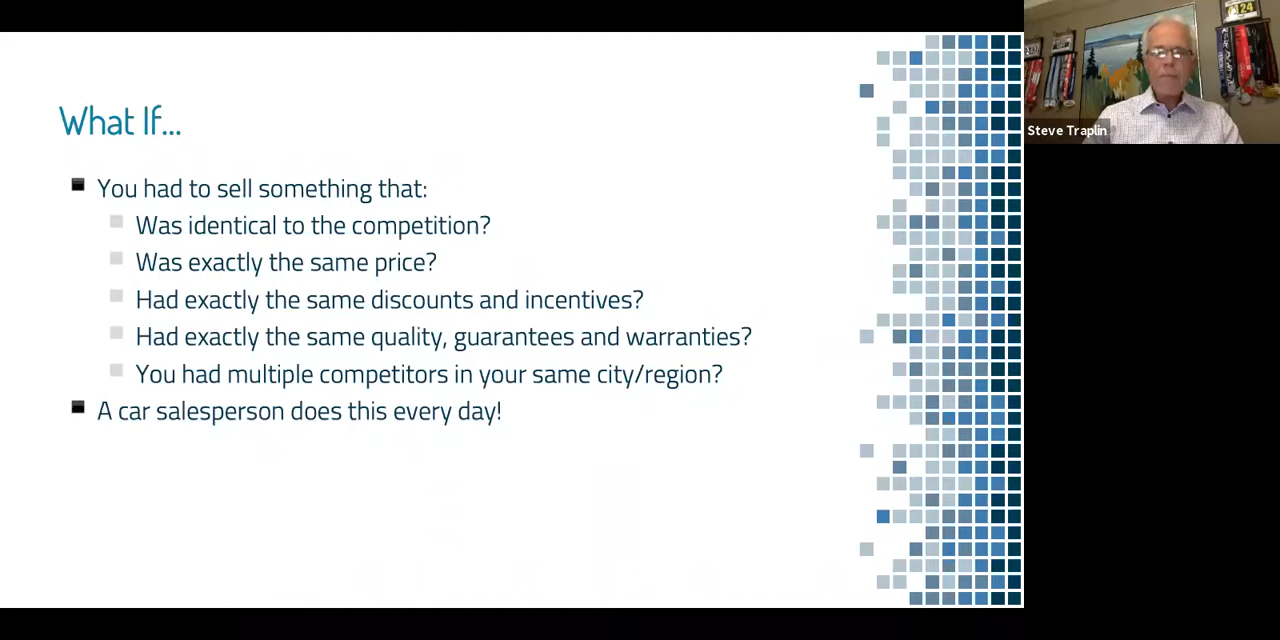 What If...
You had to sell something that:
Was identical to the competition?
Was exactly the same price?
Had exactly the same discounts and incentives?
Had exactly the same quality, guarantees and warranties?
You had multiple competitors in your same city/region?
A car salesperson does this every day!
Steve Traplin